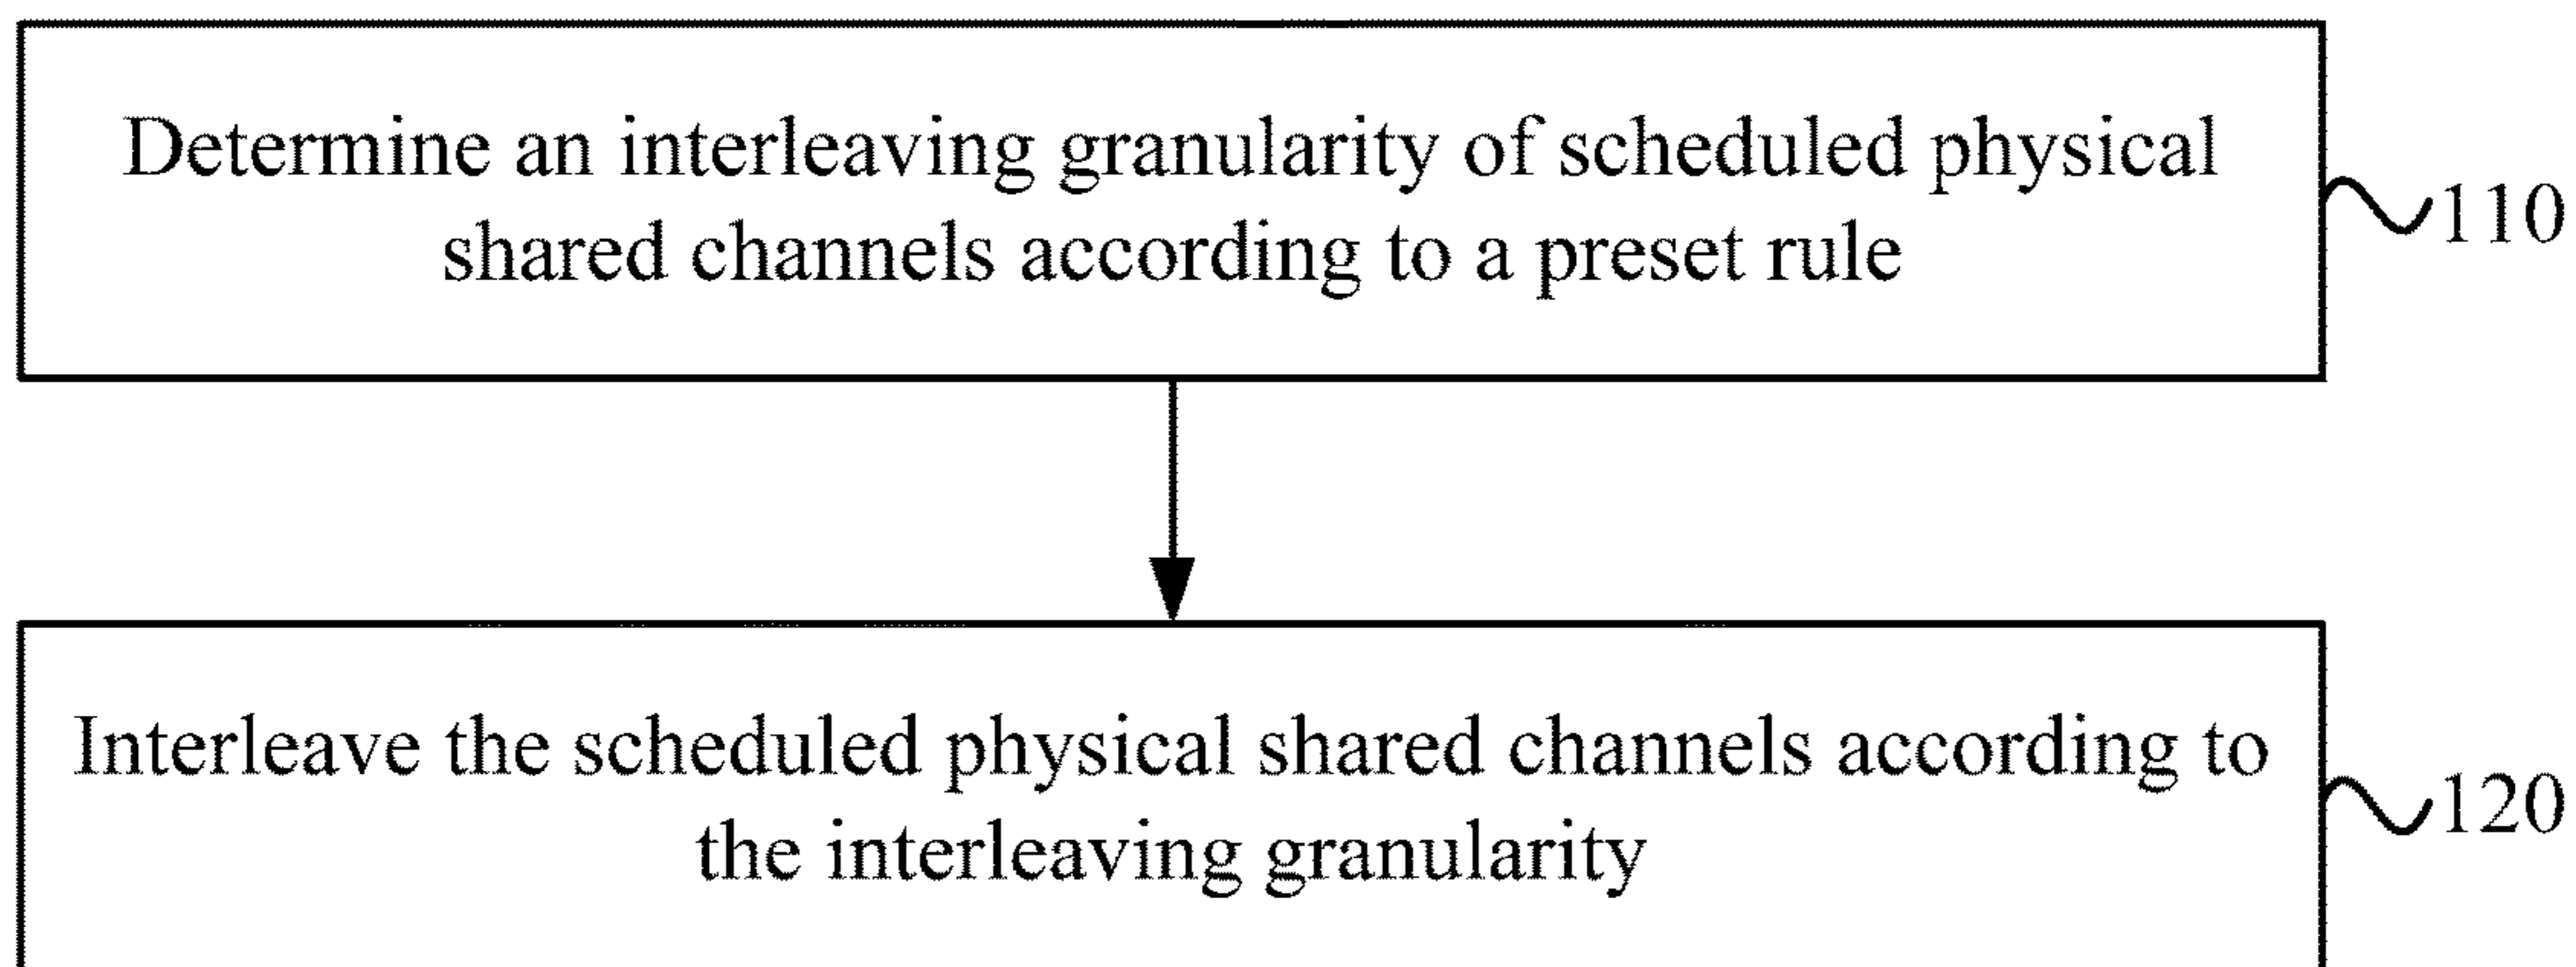 Determine an interleaving granularity of scheduled physical
shared channels according to a preset rule
110
Interleave the scheduled physical shared channels according to
the interleaving granularity
120